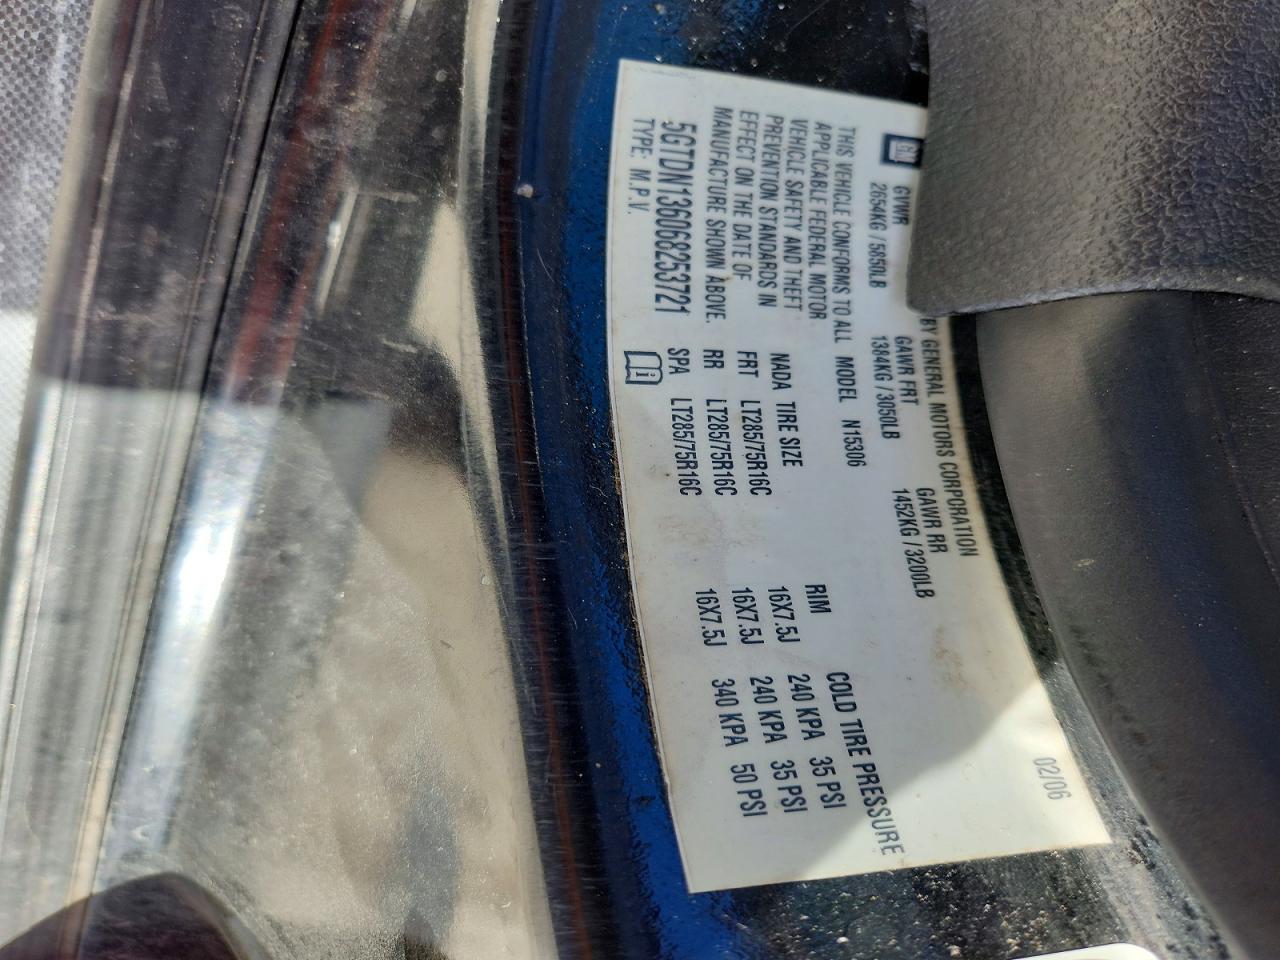 GM
BY GENERAL MOTORS CORPORATION 02/06
GVWR GAWR FRT GAWR RR
2654KG / 5850LB 1384KG / 3050LB 1452KG / 3200LB
THIS VEHICLE CONFORMS TO ALL
APPLICABLE FEDERAL MOTOR
VEHICLE SAFETY AND THEFT
PREVENTION STANDARDS IN
EFFECT ON THE DATE OF
MANUFACTURE SHOWN ABOVE.
5GTDN136068253721
TYPE: M.P.V.
MODEL N15306
NADA TIRE SIZE RIM COLD TIRE PRESSURE
FRT LT285/75R16C 16X7.5J 240 KPA 35 PSI
RR LT285/75R16C 16X7.5J 240 KPA 35 PSI
SPA LT285/75R16C 16X7.5J 340 KPA 50 PSI